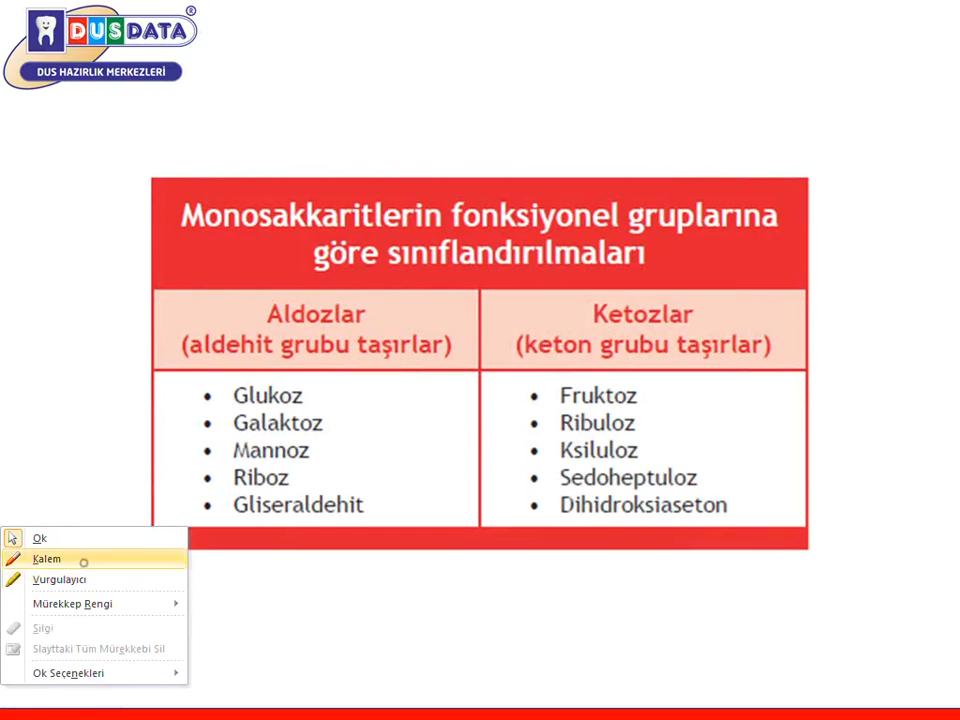 DUSDATA®
DUS HAZIRLIK MERKEZLERİ
Monosakkaritlerin fonksiyonel gruplarına
göre sınıflandırılmaları
Aldozlar
(aldehit grubu taşırlar)
Ketozlar
(keton grubu taşırlar)
• Glukoz
• Galaktoz
• Mannoz
• Riboz
• Gliseraldehit
• Fruktoz
• Ribuloz
• Ksiluloz
• Sedoheptuloz
• Dihidroksiaseton
Ok
Kalem
Vurgulayıcı
Mürekkep Rengi
Silgi
Slayttaki Tüm Mürekkebi Sil
Ok Seçenekleri